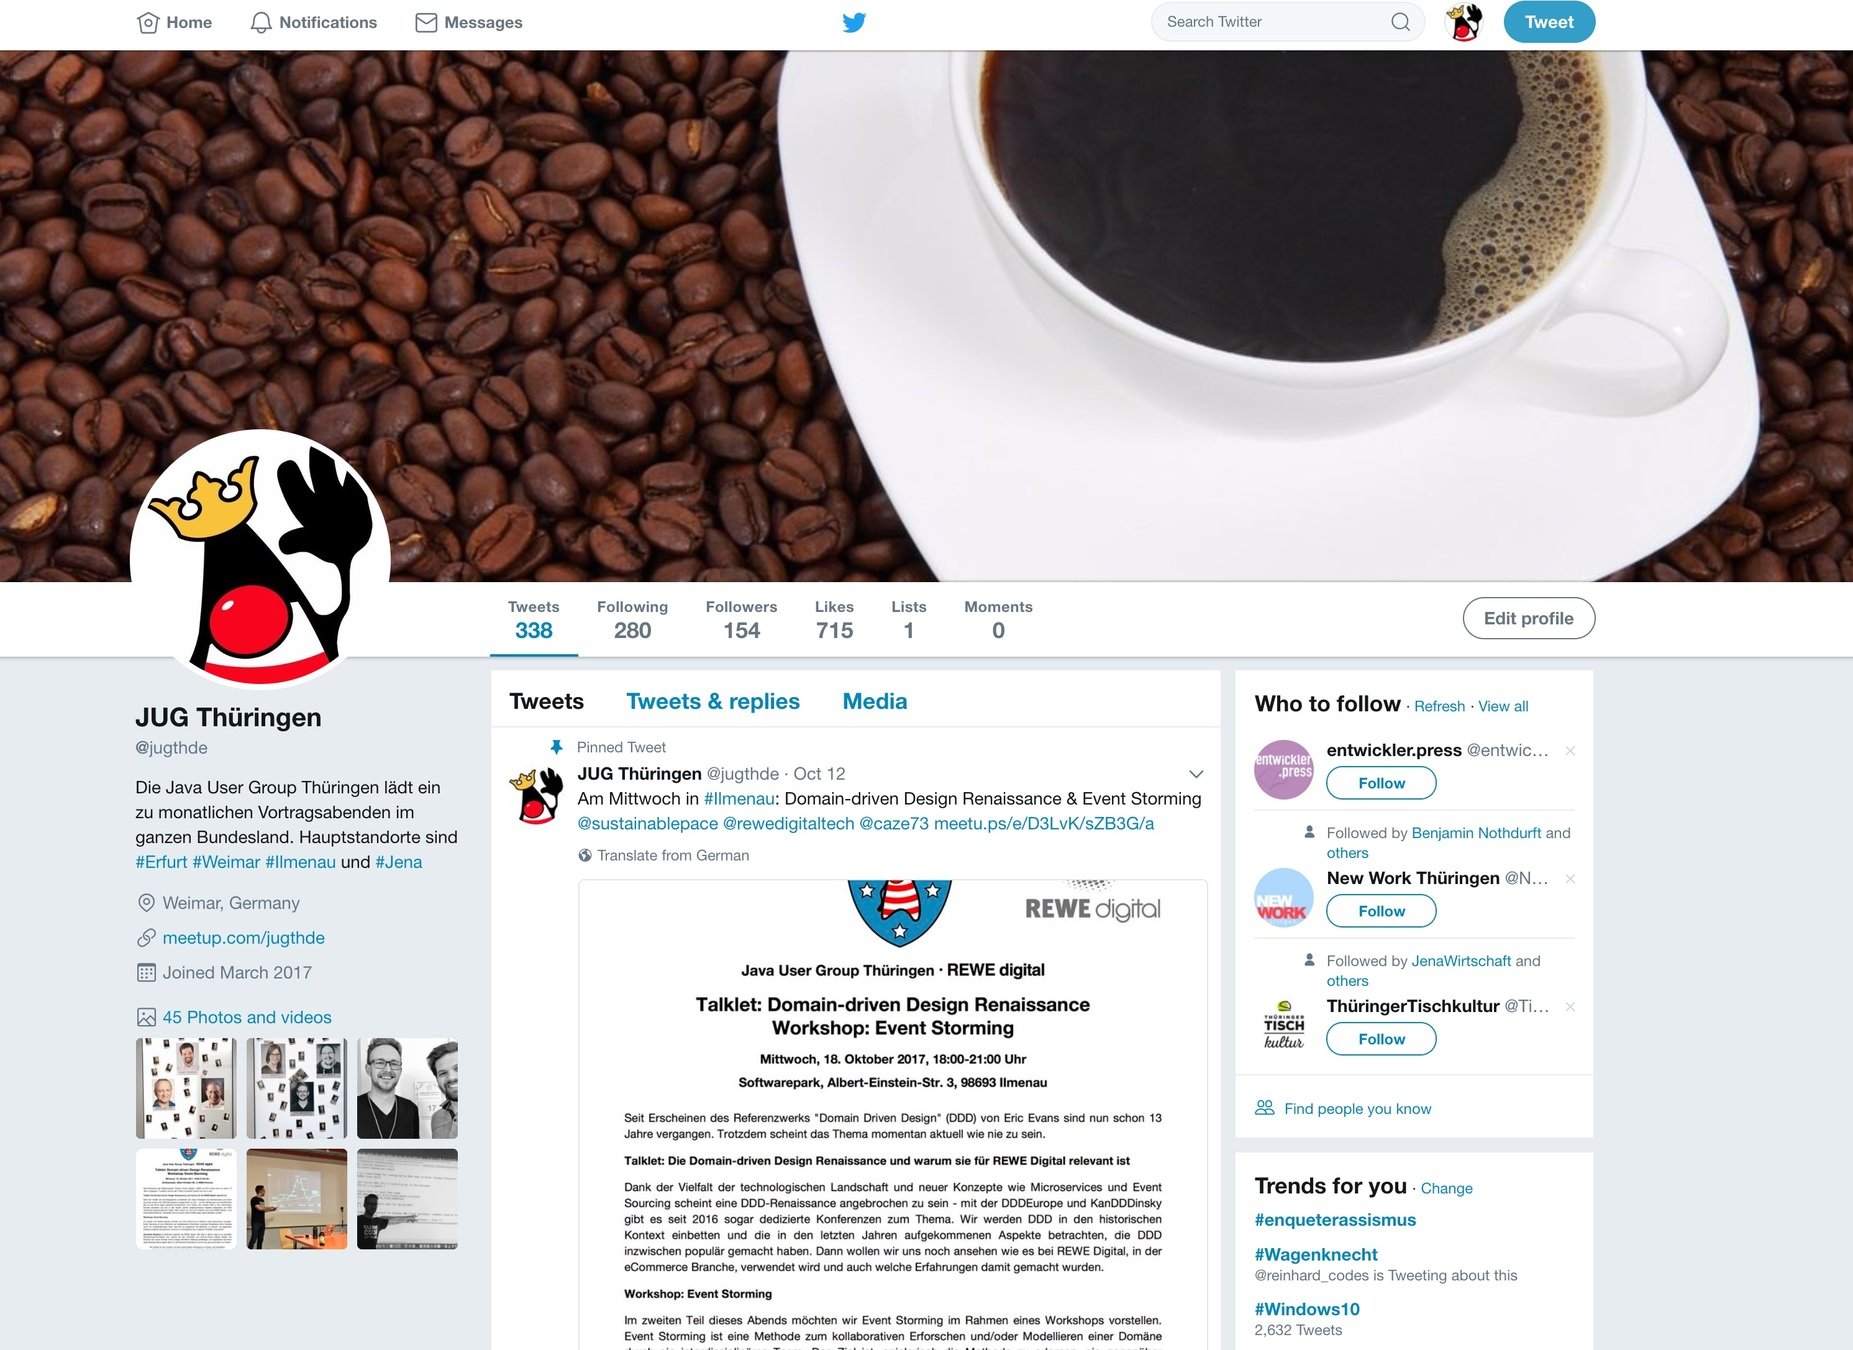 Home Notifications Messages Search Twitter Tweet
Tweets Following Followers Likes Lists Moments
338 280 154 715 1 0
Edit profile
JUG Thüringen
@jugthde
Die Java User Group Thüringen lädt ein
zu monatlichen Vortragsabenden im
ganzen Bundesland. Hauptstandorte sind
#Erfurt #Weimar #Ilmenau und #Jena
Weimar, Germany
meetup.com/jugthde
Joined March 2017
45 Photos and videos
Tweets Tweets & replies Media
Pinned Tweet
JUG Thüringen @jugthde · Oct 12
Am Mittwoch in #Ilmenau: Domain-driven Design Renaissance & Event Storming
@sustainablepace @rewedigitaltech @caze73 meetu.ps/e/D3LvK/sZB3G/a
Translate from German
REWE digital
Java User Group Thüringen · REWE digital
Talklet: Domain-driven Design Renaissance
Workshop: Event Storming
Mittwoch, 18. Oktober 2017, 18:00-21:00 Uhr
Softwarepark, Albert-Einstein-Str. 3, 98693 Ilmenau
Seit Erscheinen des Referenzwerks "Domain Driven Design" (DDD) von Eric Evans sind nun schon 13
Jahre vergangen. Trotzdem scheint das Thema momentan aktuell wie nie zu sein.
Talklet: Die Domain-driven Design Renaissance und warum sie für REWE Digital relevant ist
Dank der Vielfalt der technologischen Landschaft und neuer Konzepte wie Microservices und Event
Sourcing scheint eine DDD-Renaissance angebrochen zu sein - mit der DDDEurope und KanDDDinsky
gibt es seit 2016 sogar dedizierte Konferenzen zum Thema. Wir werden DDD in den historischen
Kontext einbetten und die in den letzten Jahren aufgekommenen Aspekte betrachten, die DDD
inzwischen populär gemacht haben. Dann wollen wir uns noch ansehen wie es bei REWE Digital, in der
eCommerce Branche, verwendet wird und auch welche Erfahrungen damit gemacht wurden.
Workshop: Event Storming
Im zweiten Teil dieses Abends möchten wir Event Storming im Rahmen eines Workshops vorstellen.
Event Storming ist eine Methode zum kollaborativen Erforschen und/oder Modellieren einer Domäne
Who to follow · Refresh · View all
entwickler.press @entwic...
entwickler
.press
Follow
Followed by Benjamin Nothdurft and
others
New Work Thüringen @N...
NEW
WORK
Follow
Followed by JenaWirtschaft and
others
ThüringerTischkultur @Ti...
THÜRINGER
TISCH
kultur
Follow
Find people you know
Trends for you · Change
#enqueterassismus
#Wagenknecht
@reinhard_codes is Tweeting about this
#Windows10
2,632 Tweets